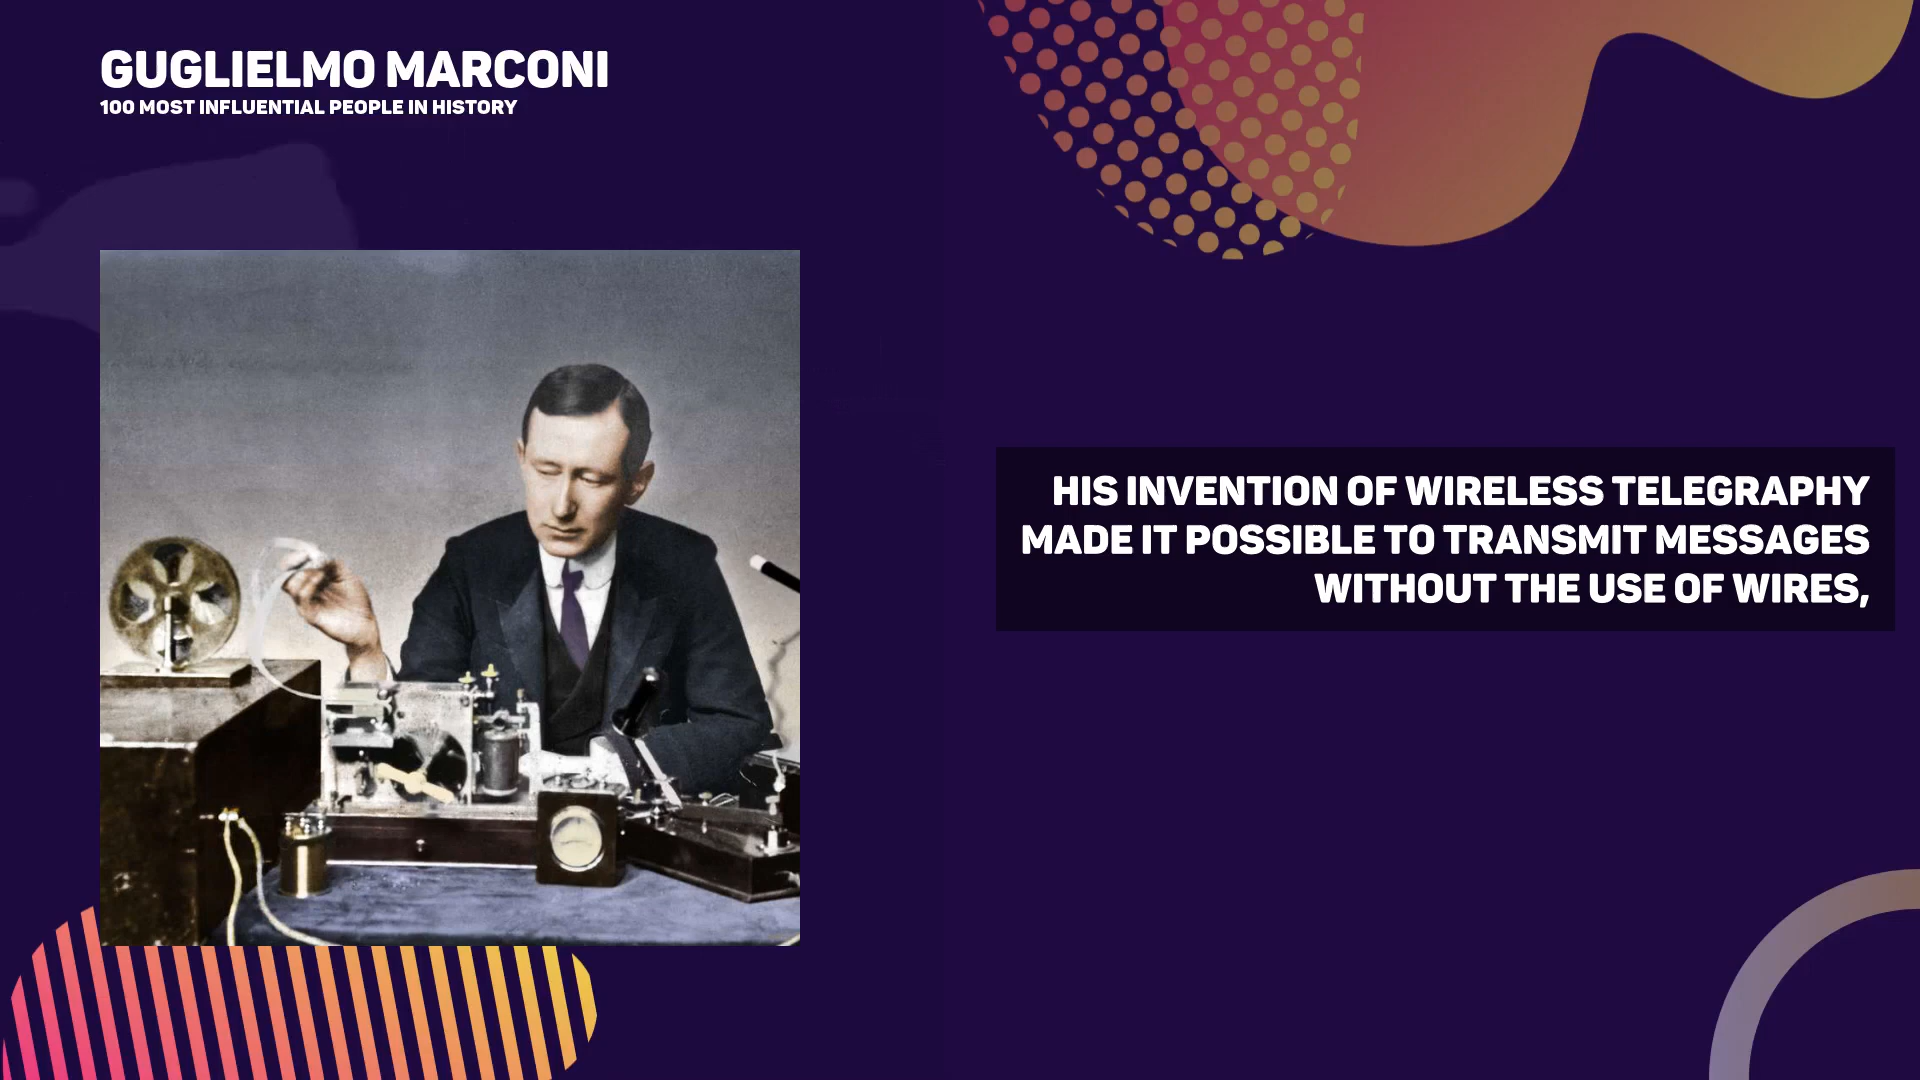 GUGLIELMO MARCONI
100 MOST INFLUENTIAL PEOPLE IN HISTORY
HIS INVENTION OF WIRELESS TELEGRAPHY
MADE IT POSSIBLE TO TRANSMIT MESSAGES
WITHOUT THE USE OF WIRES,